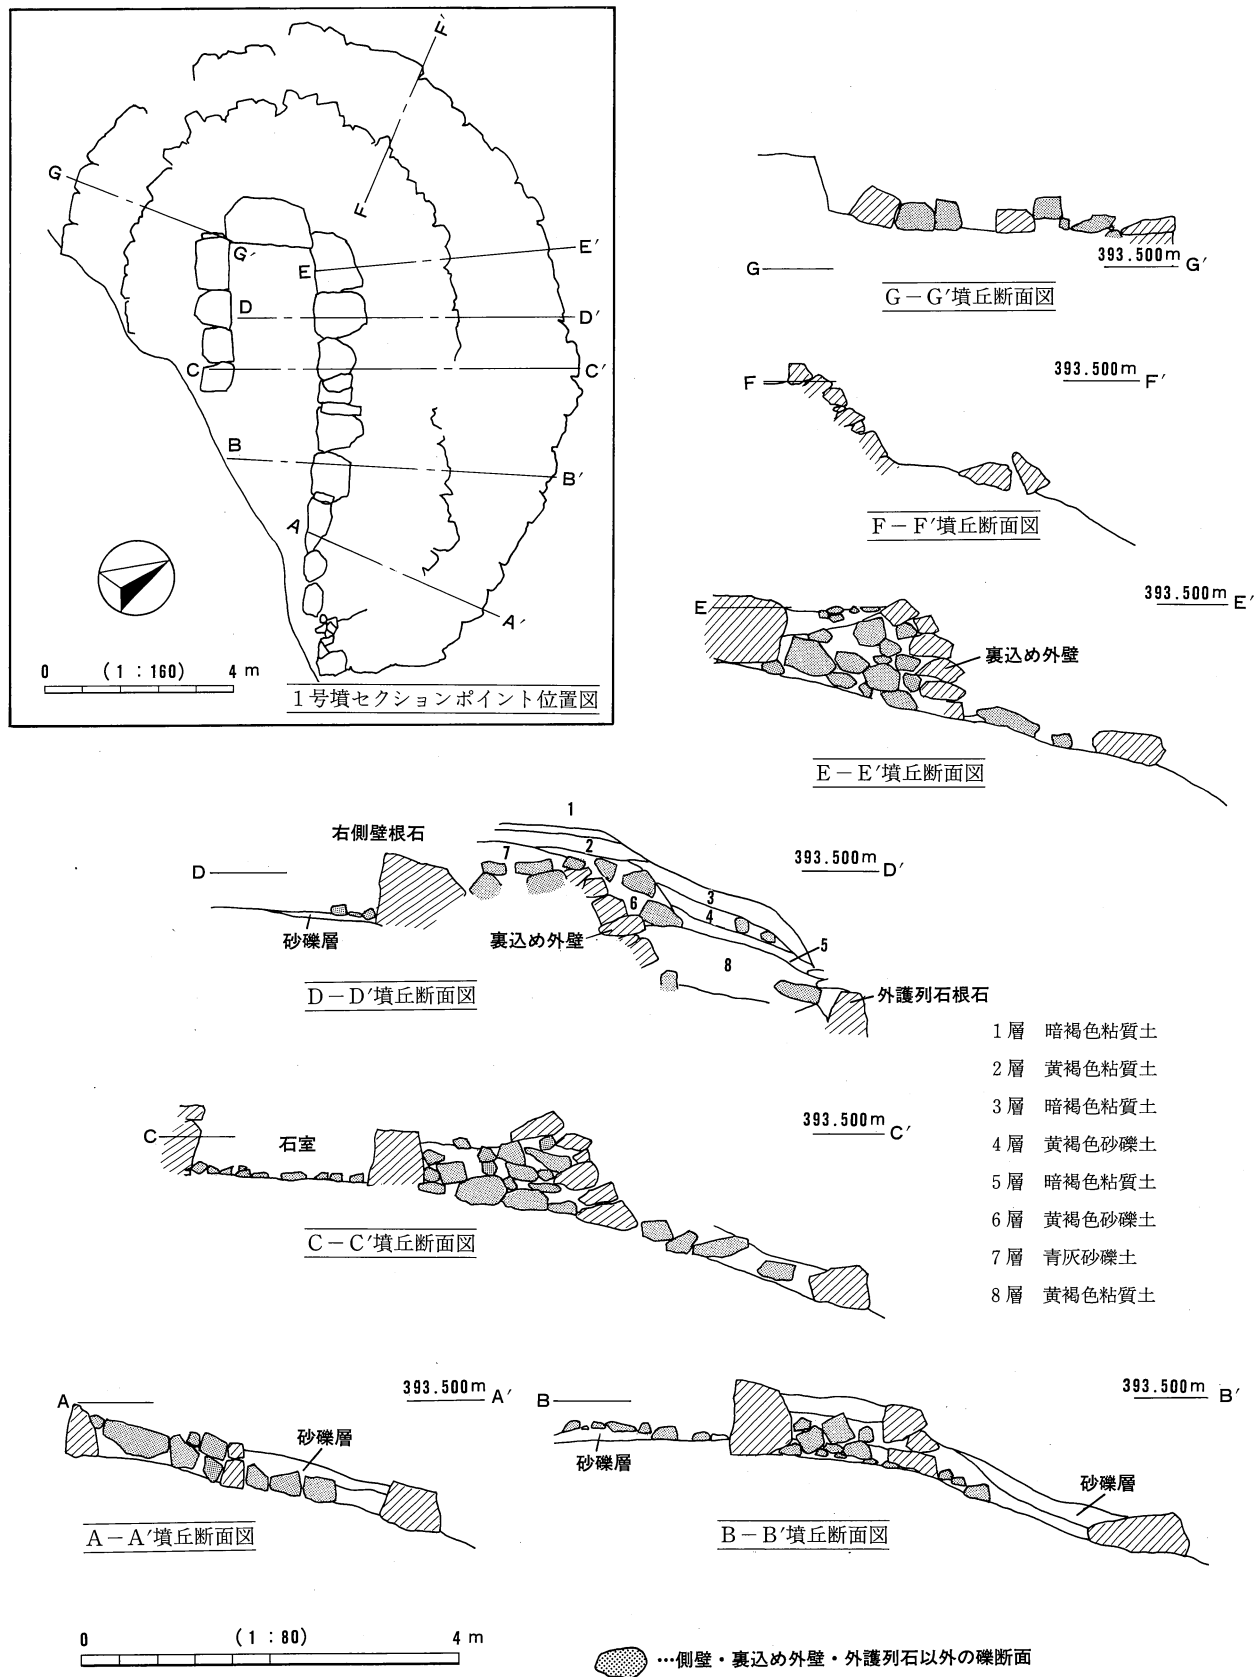 F′
F
G
G′
E
E′
D
D′
C
C′
B
B′
A
A′
0 (1 : 160) 4 m
1号墳セクションポイント位置図
G
393.500m G′
G－G′墳丘断面図
F
393.500m F′
F－F′墳丘断面図
E
393.500m E′
裏込め外壁
E－E′墳丘断面図
1
右側壁根石
2
7
D
393.500m D′
3
6
4
砂礫層
裏込め外壁
5
8
D－D′墳丘断面図
外護列石根石
1層 暗褐色粘質土
2層 黄褐色粘質土
3層 暗褐色粘質土
4層 黄褐色砂礫土
5層 暗褐色粘質土
6層 黄褐色砂礫土
7層 青灰砂礫土
8層 黄褐色粘質土
C
石室
393.500m C′
C－C′墳丘断面図
A
393.500m A′
砂礫層
A－A′墳丘断面図
B
393.500m B′
砂礫層
砂礫層
B－B′墳丘断面図
0 (1 : 80) 4 m
…側壁・裏込め外壁・外護列石以外の礫断面